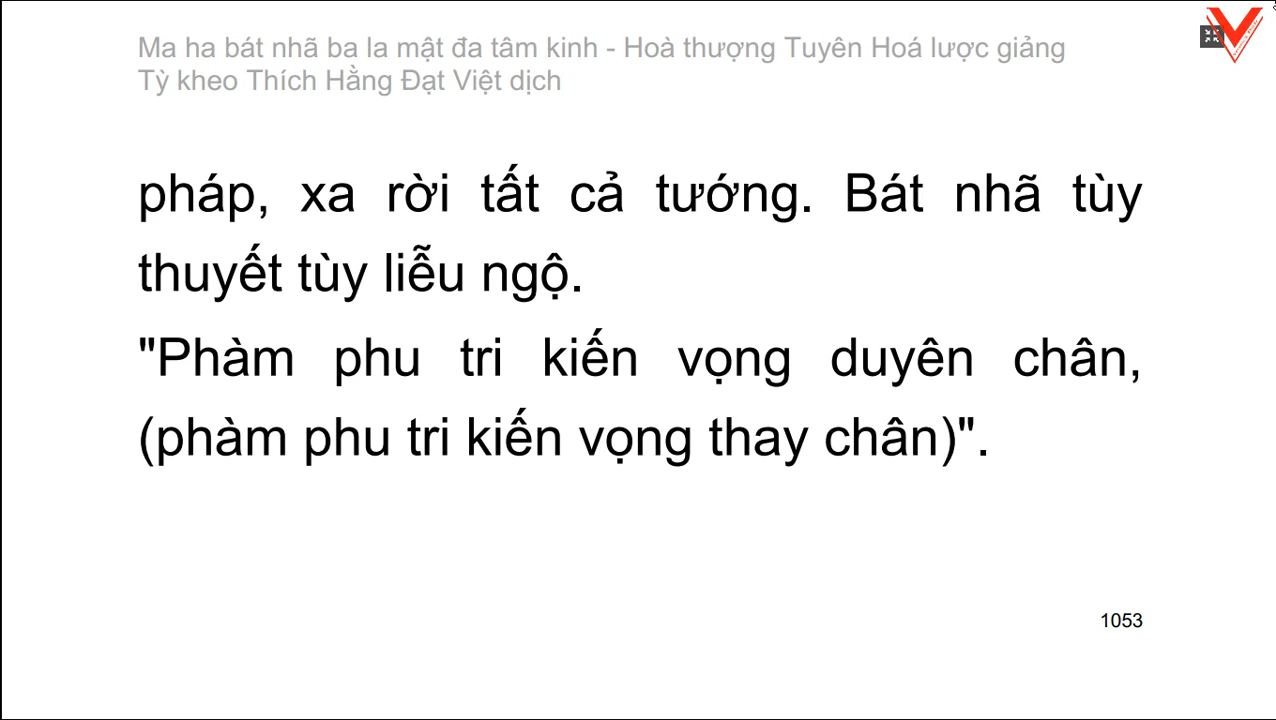 Ma ha bát nhã ba la mật đa tâm kinh - Hoà thượng Tuyên Hoá lược giảng
Tỳ kheo Thích Hằng Đạt Việt dịch
pháp, xa rời tất cả tướng. Bát nhã tùy
thuyết tùy liễu ngộ.
"Phàm phu tri kiến vọng duyên chân,
(phàm phu tri kiến vọng thay chân)".
1053